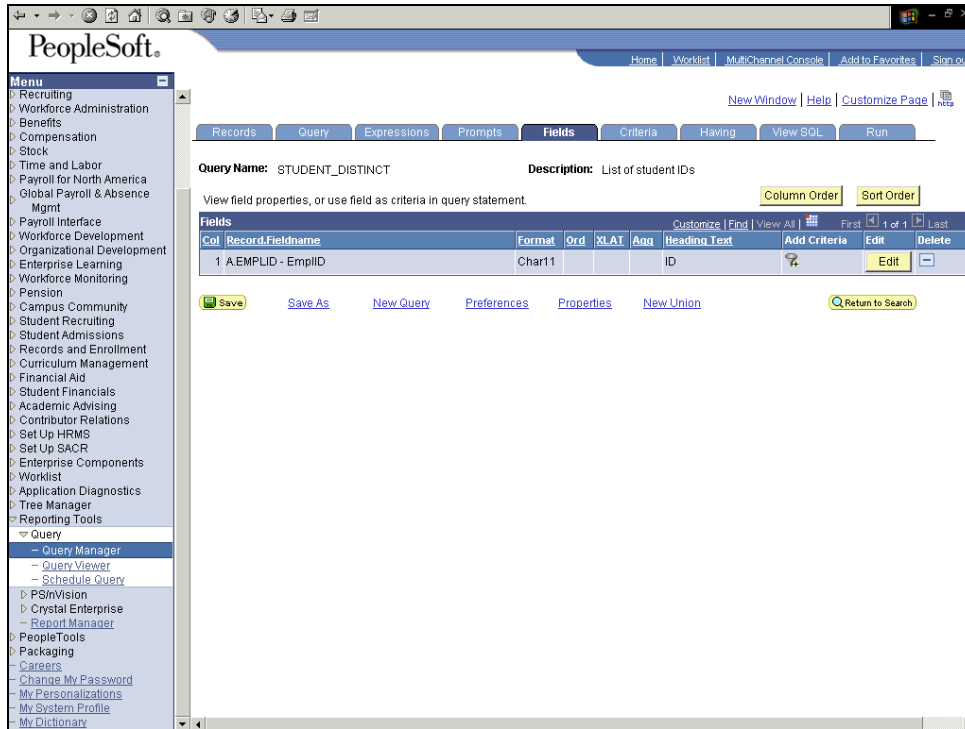 PeopleSoft.
Home | Worklist | MultiChannel Console | Add to Favorites | Sign ou
Menu
Recruiting
Workforce Administration
Benefits
Compensation
Stock
Time and Labor
Payroll for North America
Global Payroll & Absence
Mgmt
Payroll Interface
Workforce Development
Organizational Development
Enterprise Learning
Workforce Monitoring
Pension
Campus Community
Student Recruiting
Student Admissions
Records and Enrollment
Curriculum Management
Financial Aid
Student Financials
Academic Advising
Contributor Relations
Set Up HRMS
Set Up SACR
Enterprise Components
Worklist
Application Diagnostics
Tree Manager
Reporting Tools
Query
– Query Manager
– Query Viewer
– Schedule Query
PS/nVision
Crystal Enterprise
– Report Manager
PeopleTools
Packaging
– Careers
– Change My Password
– My Personalizations
– My System Profile
– My Dictionary
New Window | Help | Customize Page | http
Records Query Expressions Prompts Fields Criteria Having View SQL Run
Query Name: STUDENT_DISTINCT Description: List of student IDs
View field properties, or use field as criteria in query statement. Column Order Sort Order
Fields Customize | Find | View All | First 1 of 1 Last
Col Record.Fieldname Format Ord XLAT Agg Heading Text Add Criteria Edit Delete
1 A.EMPLID - EmplID Char11 ID Edit
Save Save As New Query Preferences Properties New Union Return to Search